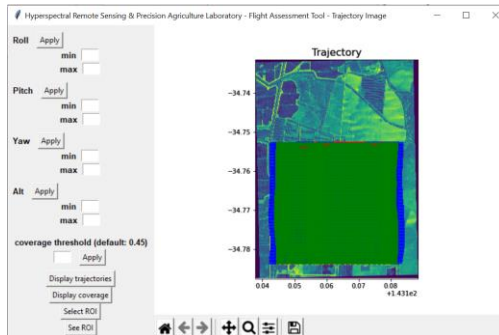 Hyperspectral Remote Sensing & Precision Agriculture Laboratory - Flight Assessment Tool - Trajectory Image
Roll Apply
min
max
Pitch Apply
min
max
Yaw Apply
min
max
Alt Apply
min
max
coverage threshold (default: 0.45)
Apply
Display trajectories
Display coverage
Select ROI
See ROI
Trajectory
−34.74
−34.75
−34.76
−34.77
−34.78
0.04 0.05 0.06 0.07 0.08
+1.431e2